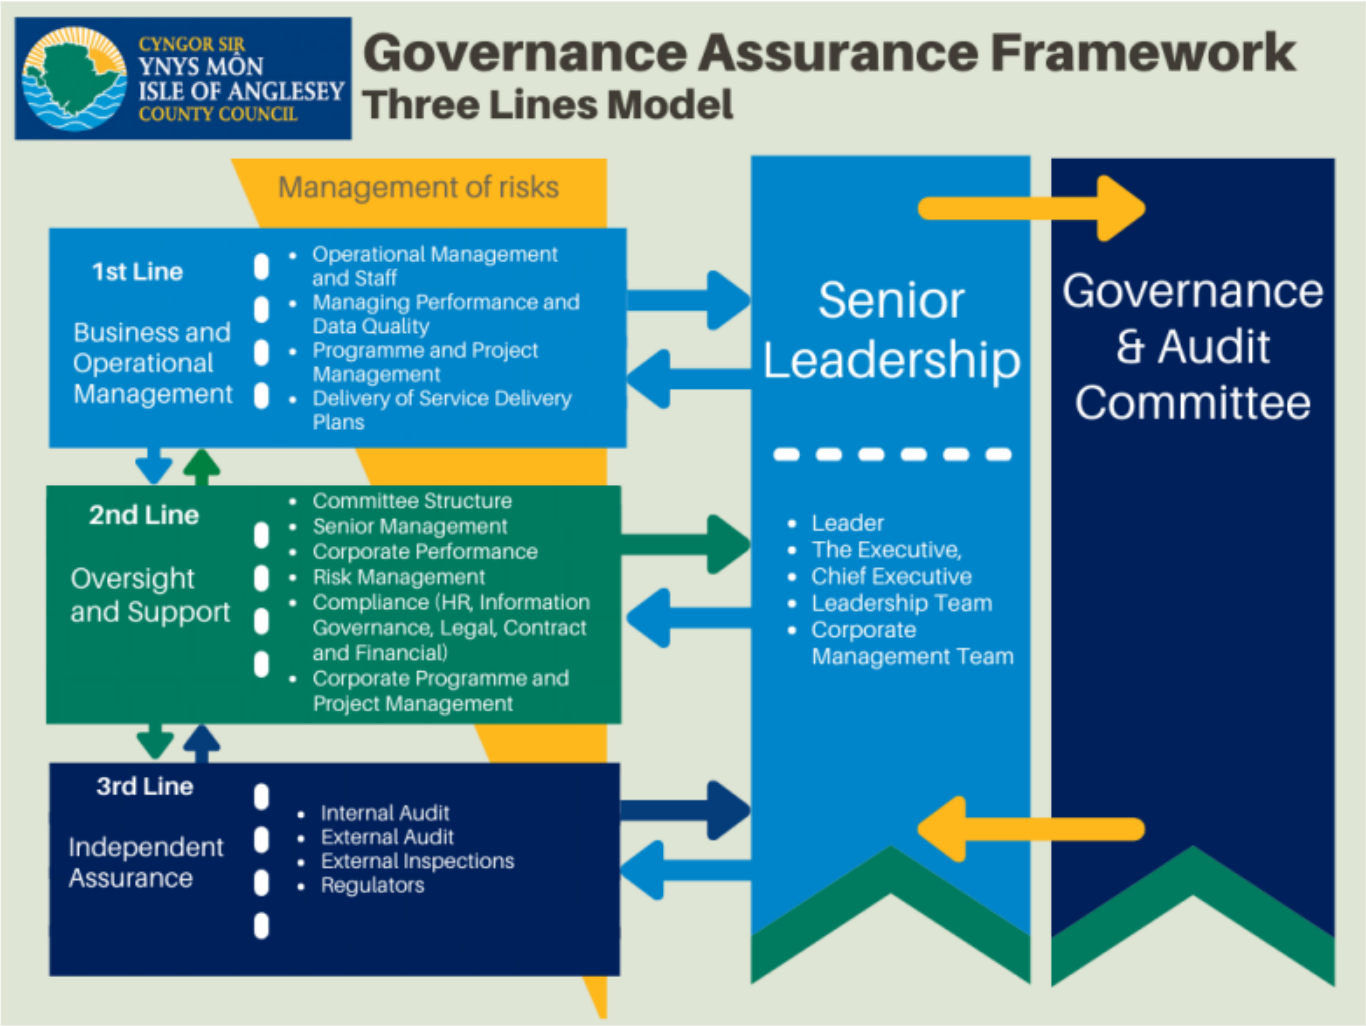 CYNGOR SIR
YNYS MÔN
ISLE OF ANGLESEY
COUNTY COUNCIL
Governance Assurance Framework
Three Lines Model
Management of risks
1st Line
Business and
Operational
Management
• Operational Management
and Staff
• Managing Performance and
Data Quality
• Programme and Project
Management
• Delivery of Service Delivery
Plans
2nd Line
Oversight
and Support
• Committee Structure
• Senior Management
• Corporate Performance
• Risk Management
• Compliance (HR, Information
Governance, Legal, Contract
and Financial)
• Corporate Programme and
Project Management
3rd Line
Independent
Assurance
• Internal Audit
• External Audit
• External Inspections
• Regulators
Senior
Leadership
• Leader
• The Executive,
• Chief Executive
• Leadership Team
• Corporate
Management Team
Governance
& Audit
Committee